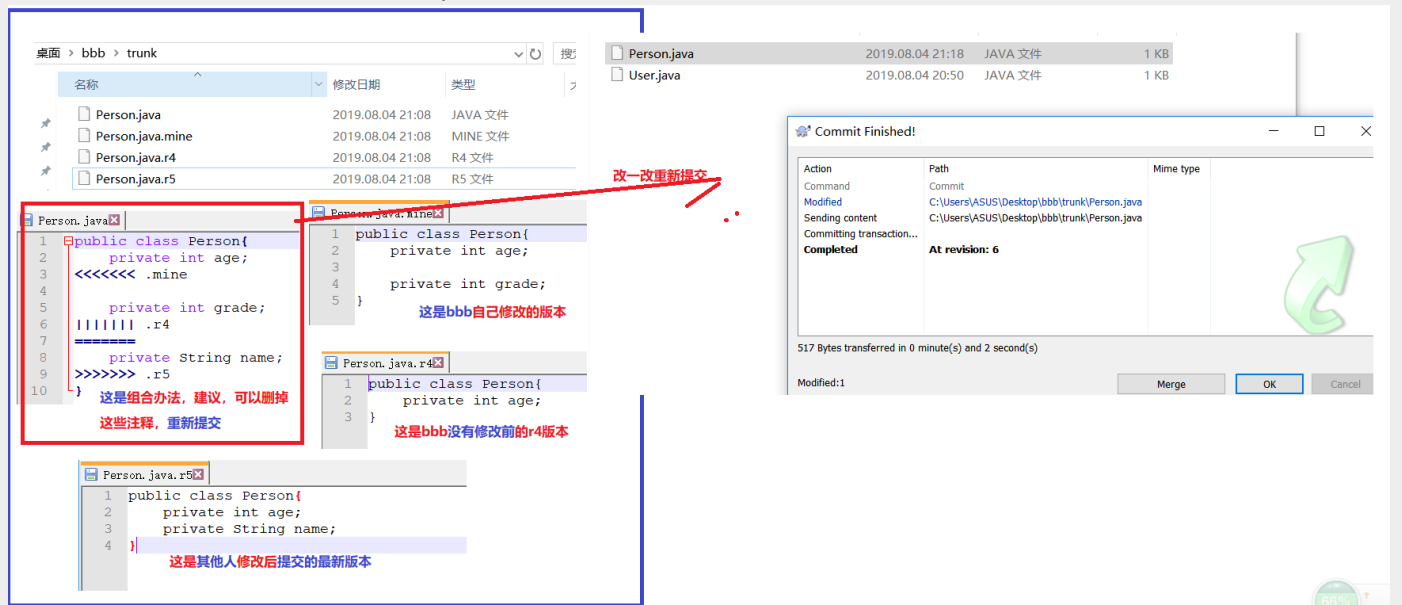 桌面 > bbb > trunk
名称 修改日期 类型
Person.java 2019.08.04 21:08 JAVA 文件
Person.java.mine 2019.08.04 21:08 MINE 文件
Person.java.r4 2019.08.04 21:08 R4 文件
Person.java.r5 2019.08.04 21:08 R5 文件
Person.java
1 public class Person{
2 private int age;
3 <<<<<<< .mine
4
5 private int grade;
6 ||||||| .r4
7 =======
8 private String name;
9 >>>>>>> .r5
10 }
这是组合办法，建议，可以删掉
这些注释，重新提交
Person.java.mine
1 public class Person{
2 private int age;
3
4 private int grade;
5 }
这是bbb自己修改的版本
Person.java.r4
1 public class Person{
2 private int age;
3 }
这是bbb没有修改前的r4版本
Person.java.r5
1 public class Person{
2 private int age;
3 private String name;
4 }
这是其他人修改后提交的最新版本
改一改重新提交
Person.java 2019.08.04 21:18 JAVA 文件 1 KB
User.java 2019.08.04 20:50 JAVA 文件 1 KB
Commit Finished!
Action Path Mime type
Command Commit
Modified C:\Users\ASUS\Desktop\bbb\trunk\Person.java
Sending content C:\Users\ASUS\Desktop\bbb\trunk\Person.java
Committing transaction...
Completed At revision: 6
517 Bytes transferred in 0 minute(s) and 2 second(s)
Modified:1
Merge OK Cancel
66%